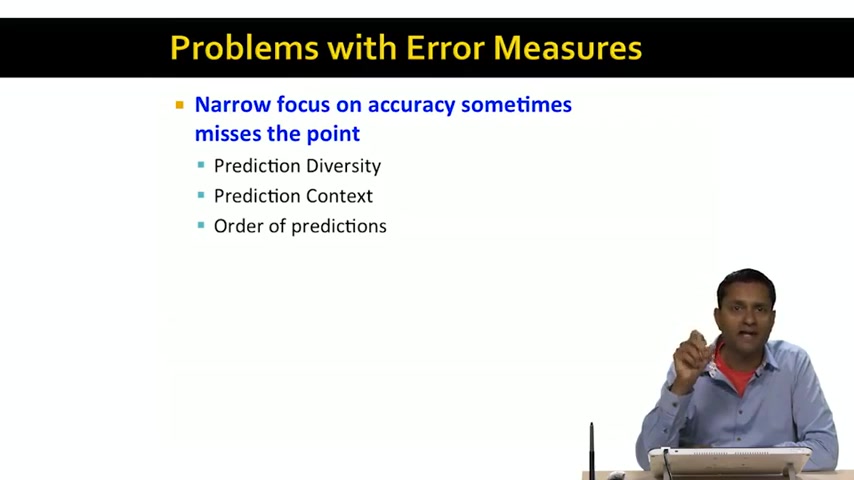 Problems with Error Measures
Narrow focus on accuracy sometimes
misses the point
Prediction Diversity
Prediction Context
Order of predictions